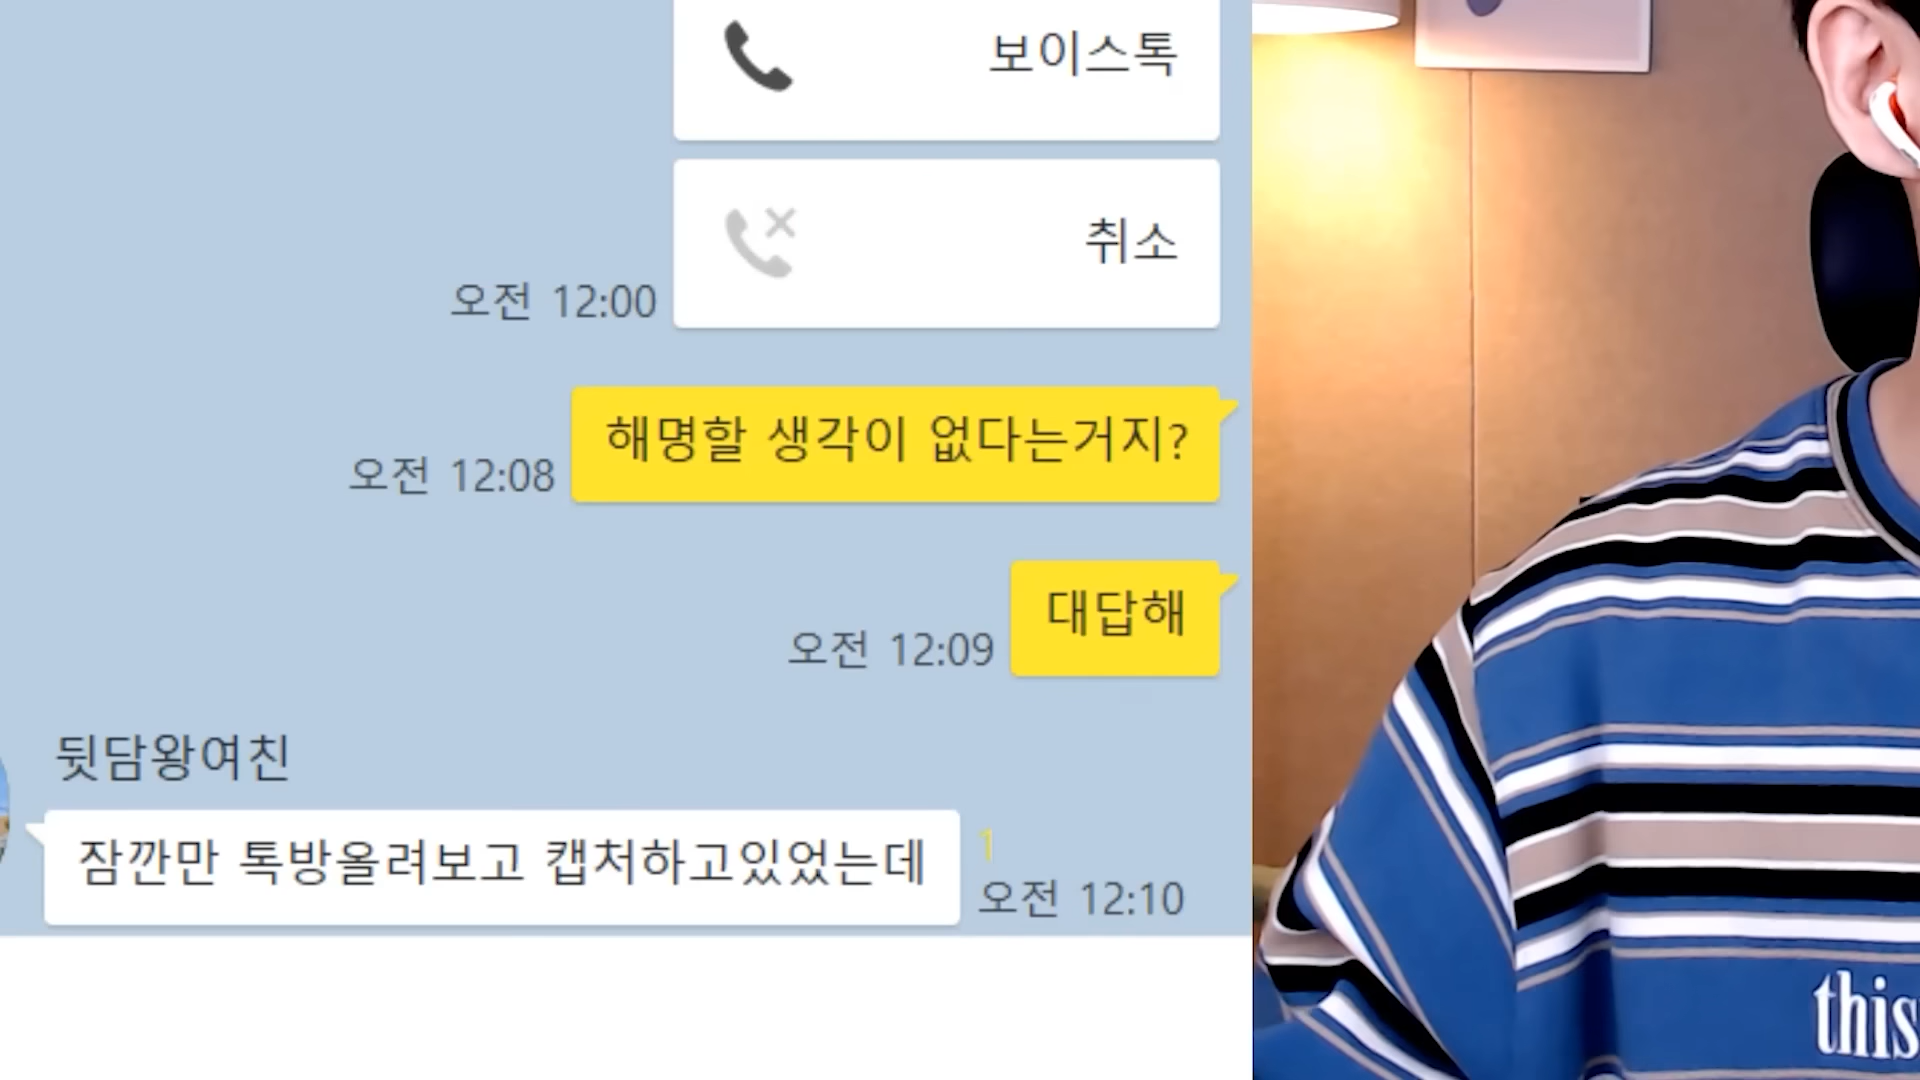 보이스톡
취소
오전 12:00
해명할 생각이 없다는거지?
오전 12:08
대답해
오전 12:09
뒷담왕여친
잠깐만 톡방올려보고 캡처하고있었는데
1
오전 12:10
this